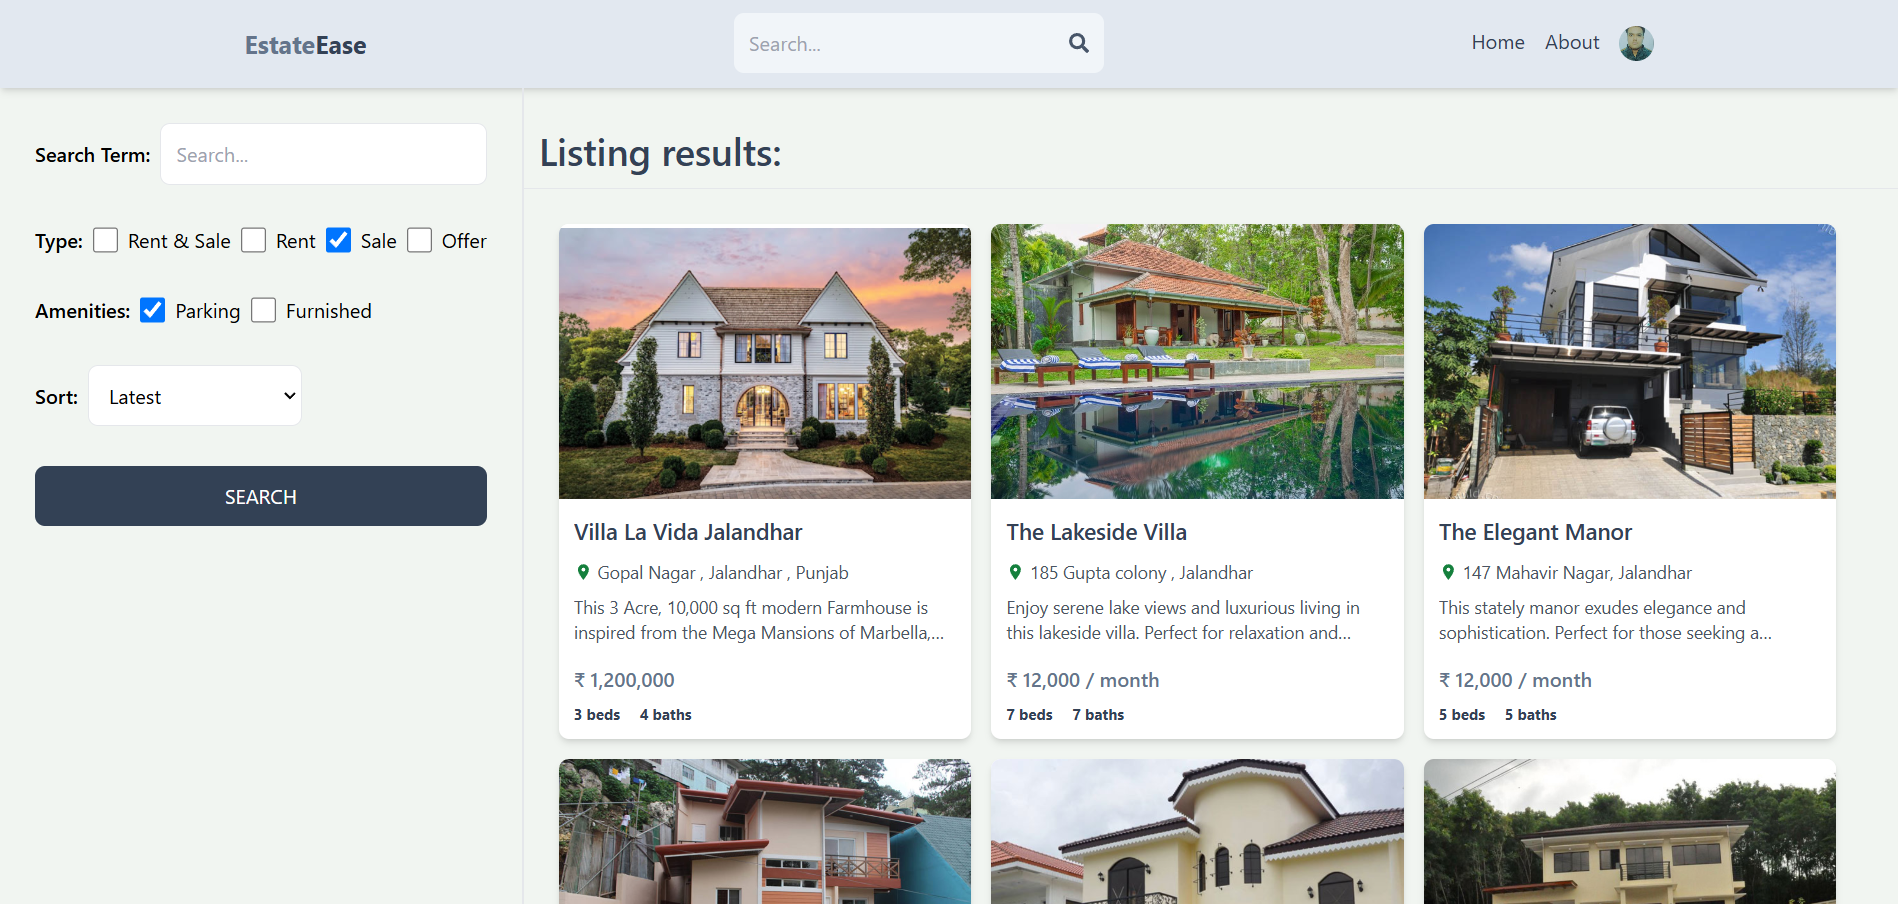 EstateEase
Search...
Home About
Search Term: Search...
Type: Rent & Sale Rent Sale Offer
Amenities: Parking Furnished
Sort: Latest
SEARCH
Listing results:
Villa La Vida Jalandhar
Gopal Nagar , Jalandhar , Punjab
This 3 Acre, 10,000 sq ft modern Farmhouse is
inspired from the Mega Mansions of Marbella,...
₹ 1,200,000
3 beds 4 baths
The Lakeside Villa
185 Gupta colony , Jalandhar
Enjoy serene lake views and luxurious living in
this lakeside villa. Perfect for relaxation and...
₹ 12,000 / month
7 beds 7 baths
The Elegant Manor
147 Mahavir Nagar, Jalandhar
This stately manor exudes elegance and
sophistication. Perfect for those seeking a...
₹ 12,000 / month
5 beds 5 baths